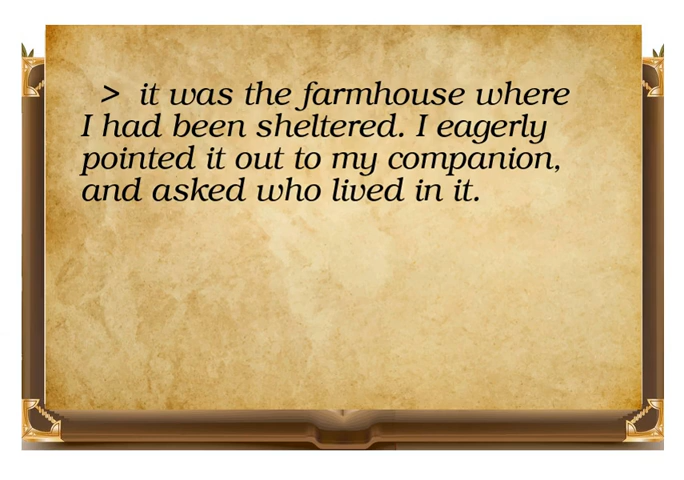 > it was the farmhouse where
I had been sheltered. I eagerly
pointed it out to my companion,
and asked who lived in it.